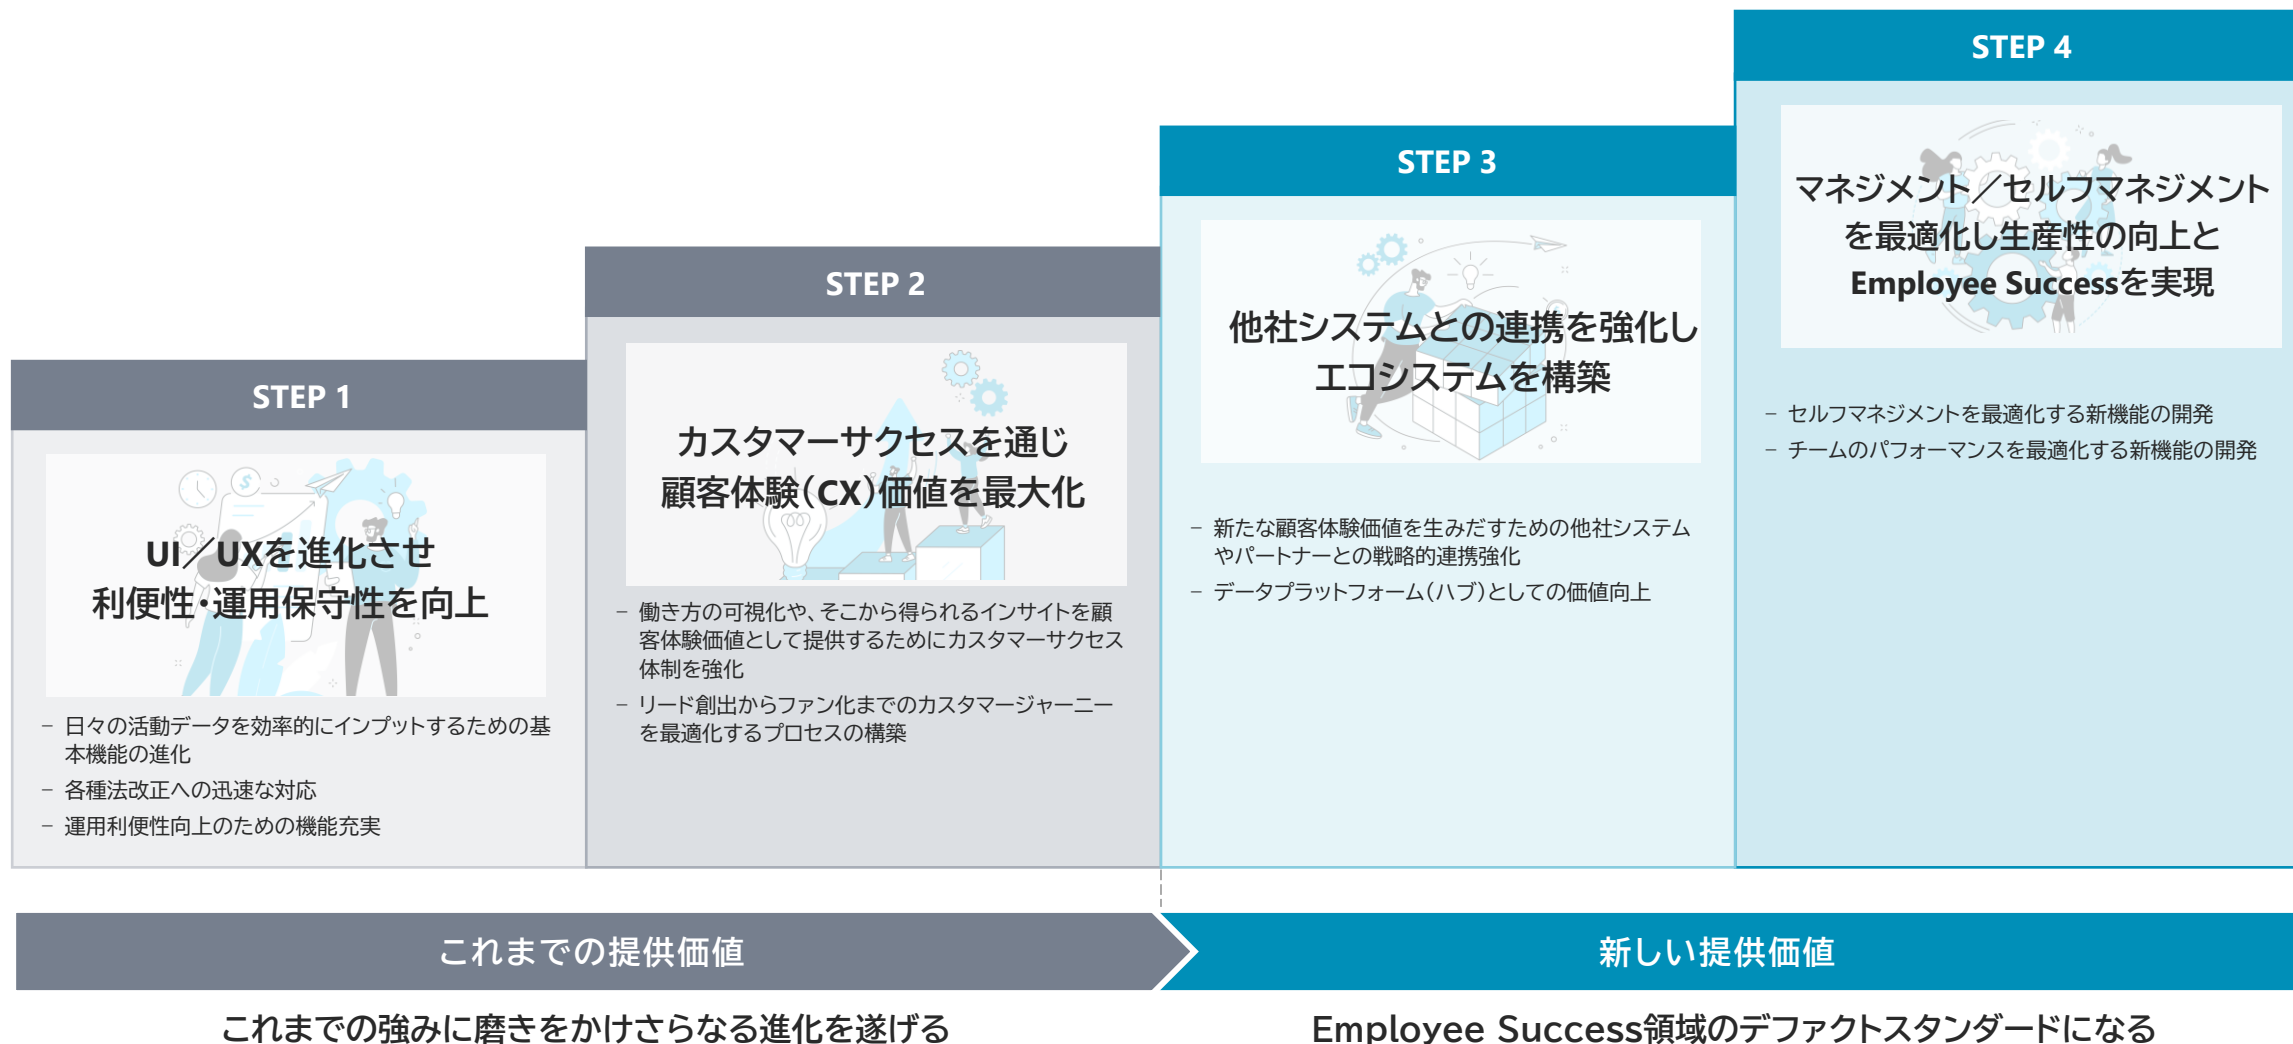 STEP 1
UI／UXを進化させ
利便性・運用保守性を向上
− 日々の活動データを効率的にインプットするための基
本機能の進化
− 各種法改正への迅速な対応
− 運用利便性向上のための機能充実
STEP 2
カスタマーサクセスを通じ
顧客体験（CX）価値を最大化
− 働き方の可視化や、そこから得られるインサイトを顧
客体験価値として提供するためにカスタマーサクセス
体制を強化
− リード創出からファン化までのカスタマージャーニー
を最適化するプロセスの構築
STEP 3
他社システムとの連携を強化し
エコシステムを構築
− 新たな顧客体験価値を生みだすための他社システム
やパートナーとの戦略的連携強化
− データプラットフォーム（ハブ）としての価値向上
STEP 4
マネジメント／セルフマネジメント
を最適化し生産性の向上と
Employee Successを実現
− セルフマネジメントを最適化する新機能の開発
− チームのパフォーマンスを最適化する新機能の開発
これまでの提供価値
新しい提供価値
これまでの強みに磨きをかけさらなる進化を遂げる
Employee Success領域のデファクトスタンダードになる